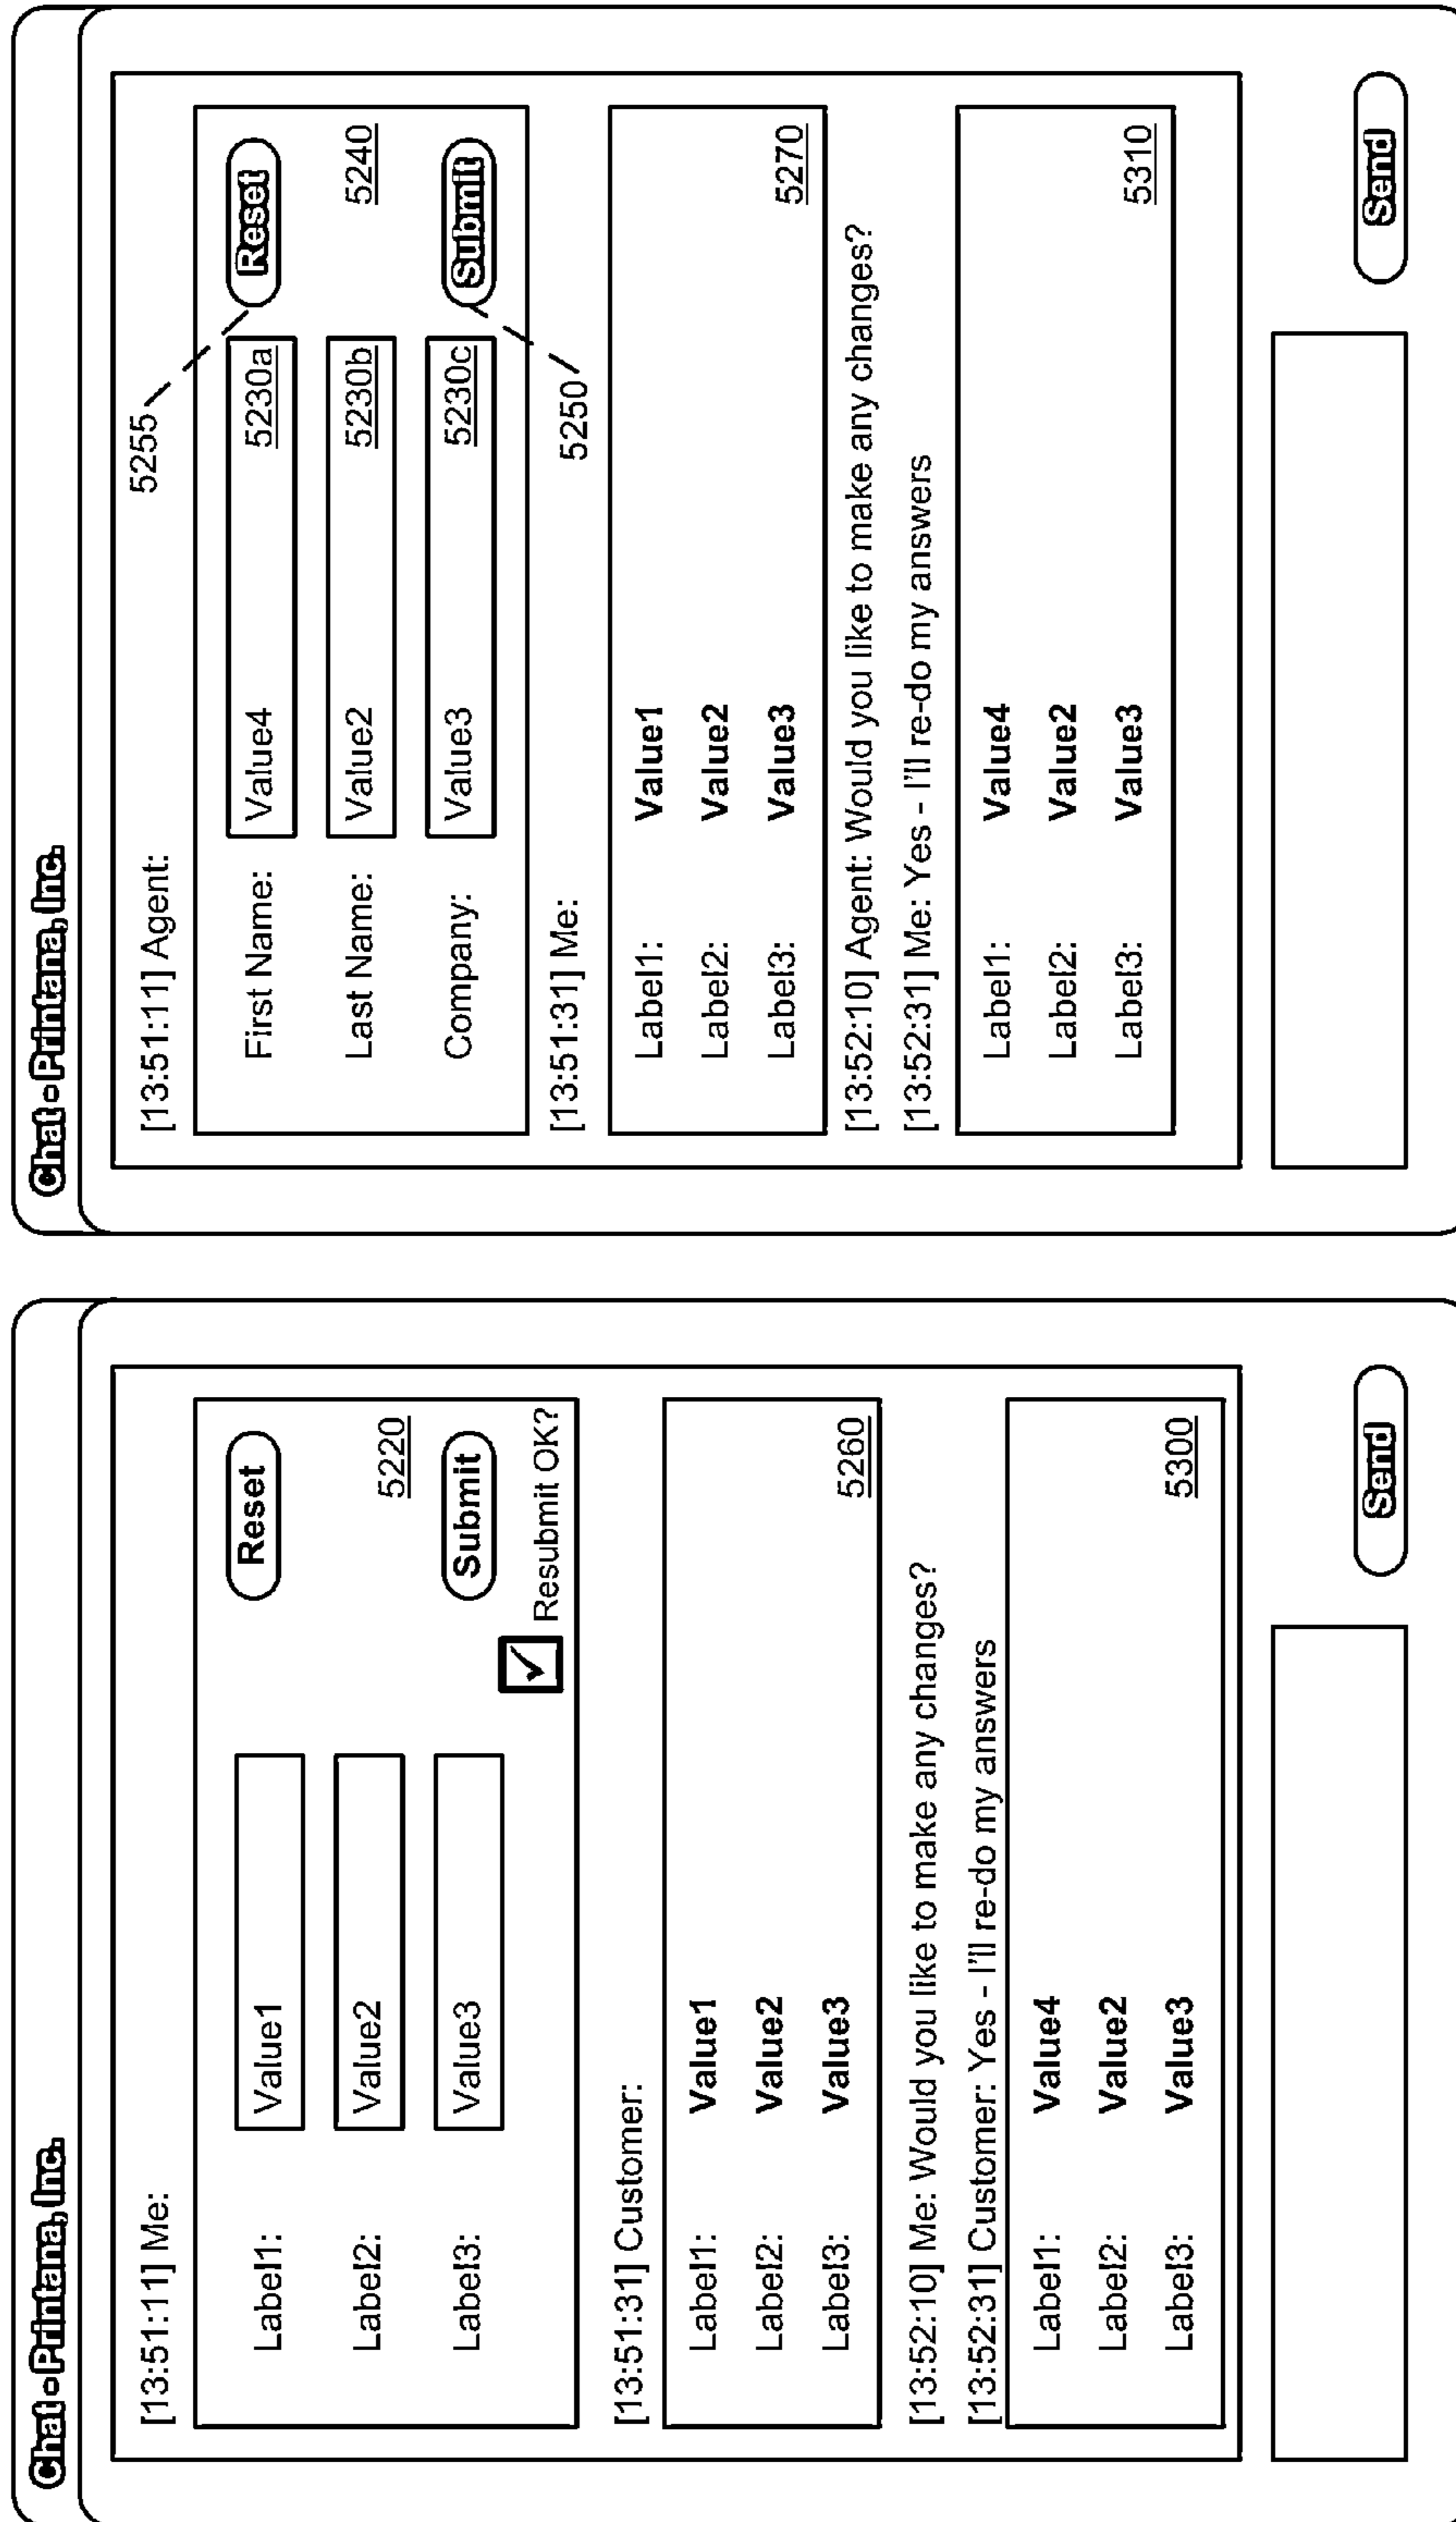 Chat o Printana, Inc.
[13:51:11] Me:
Label1: Value1 Reset
Label2: Value2 5220
Label3: Value3 Submit
Resubmit OK?
[13:51:31] Customer:
Label1: Value1
Label2: Value2
Label3: Value3
5260
[13:52:10] Me: Would you like to make any changes?
[13:52:31] Customer: Yes - I'll re-do my answers
Label1: Value4
Label2: Value2
Label3: Value3
5300
Send
Chat o Printana, Inc.
5255
[13:51:11] Agent:
First Name: Value4 5230a Reset
Last Name: Value2 5230b 5240
Company: Value3 5230c Submit
5250
[13:51:31] Me:
Label1: Value1
Label2: Value2
Label3: Value3
5270
[13:52:10] Agent: Would you like to make any changes?
[13:52:31] Me: Yes - I'll re-do my answers
Label1: Value4
Label2: Value2
Label3: Value3
5310
Send